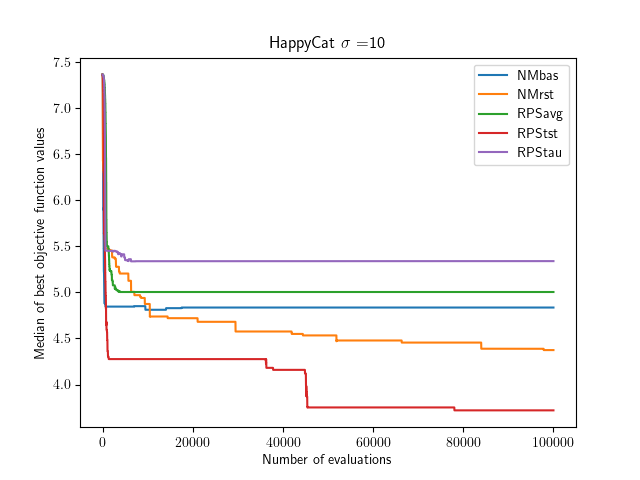 HappyCat σ =10
Median of best objective function values
7.5
7.0
6.5
6.0
5.5
5.0
4.5
4.0
NMbas
NMrst
RPSavg
RPStst
RPStau
0 20000 40000 60000 80000 100000
Number of evaluations